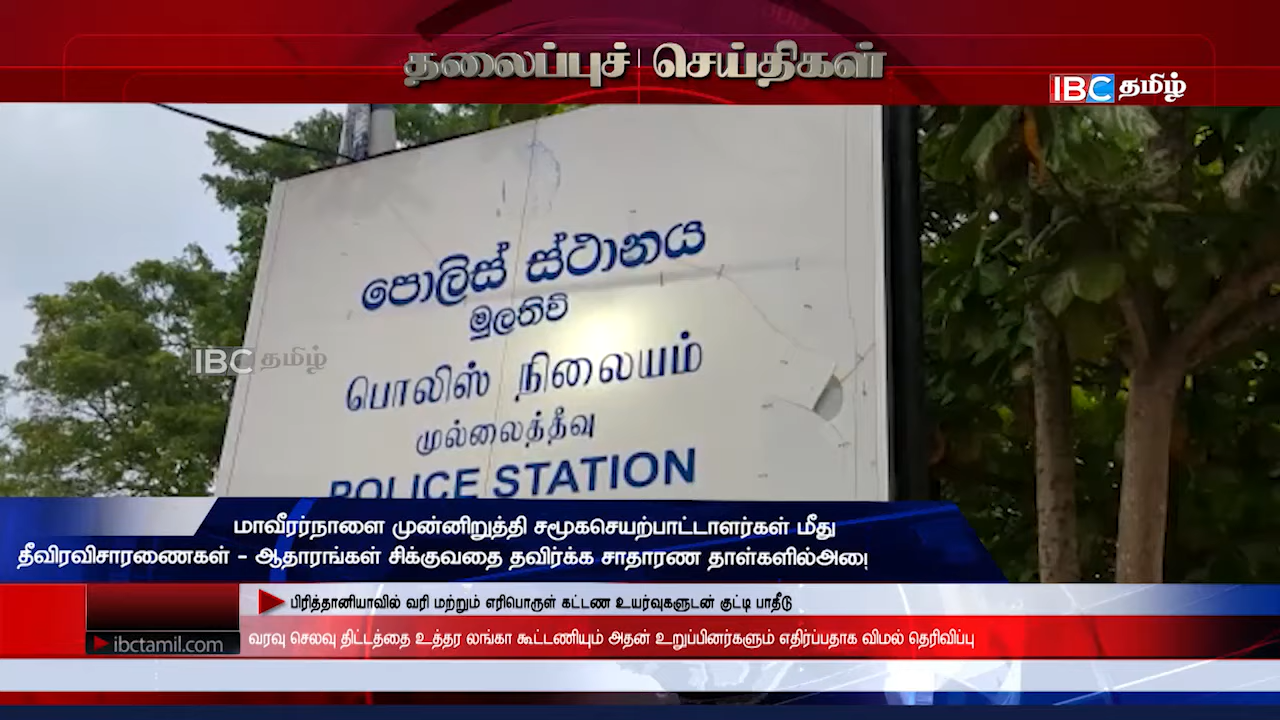 தலைப்புச் செய்திகள்
IBC தமிழ்
පොලිස් ස්ථානය
මුලතිව්
IBC தமிழ்
பொலிஸ் நிலையம்
முல்லைத்தீவு
POLICE STATION
மாவீரர்நாளை முன்னிறுத்தி சமூகசெயற்பாட்டாளர்கள் மீது
தீவிரவிசாரணைகள் - ஆதாரங்கள் சிக்குவதை தவிர்க்க சாதாரண தாள்களில்
பிரித்தானியாவில் வரி மற்றும் எரிபொருள் கட்டண உயர்வுகளுடன் குட்டி பாதீடு
ibctamil.com
வரவு செலவு திட்டத்தை உத்தர லங்கா கூட்டணியும் அதன் உறுப்பினர்களும் எதிர்ப்பதாக விமல் தெரிவிப்பு